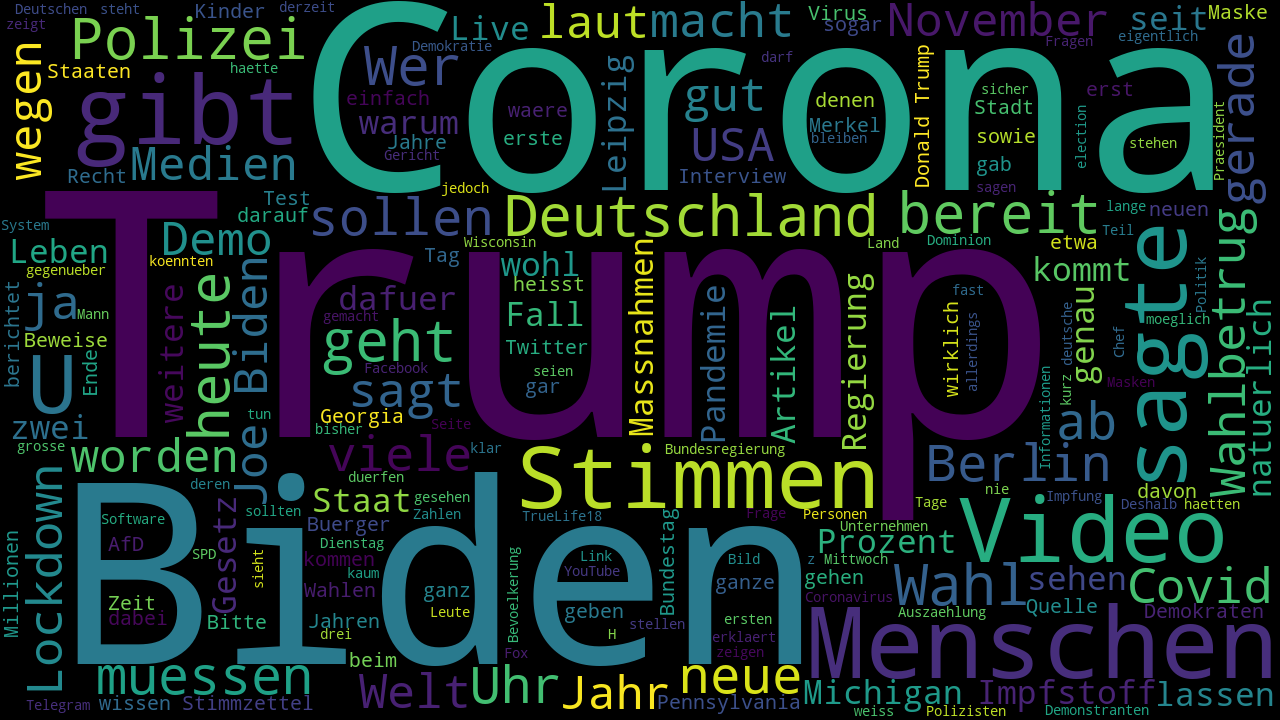 Deutschen steht Kinder derzeit
zeigt
Polizei
Live
laut
macht
Virus
sogar
November
Fragen
seit
Maske
eigentlich
wegen
Staaten
haette
Demokratie
Wer
Corona
darf
gibt
einfach
warum
Jahre
Gericht
waere
erste
Leipzig
gut
USA
Interview
denen
Merkel
bleiben
Donald Trump
sicher
Stadt
sowie
gab
sagen
election
erst
stehen
Praesident
gerade
Recht
Medien
jedoch
Trump
Test
darauf
sollen
Deutschland
bereit
lange
neuen
Teil
System
Leben
gegenueber
Demo
koennten
Tag
Wisconsin
wohl
heisst
Land
Dominion
etwa
kommt
sagte
Politik
Wahlbetrug
natuerlich
berichtet
ja
Mann
Beweise
weitere
heute
Joe Biden
dafuer
gemacht
geht
Facebook
sagt
Fall
Twitter
seien
gar
Massnahmen
Pandemie
Artikel
Regierung
fast
wirklich
allerdings
genau
deutsche
moeglich
Chef
Masken
kurz
Informationen
U
Ende
zwei
grosse
tun
Georgia
bisher
Seite
worden
viele
klar
Bundesregierung
Stimmen
Berlin
ab
Lockdown
deren
Biden
duerfen
Staat
gesehen
sollten
Buerger
Zahlen
TrueLife18
Bundestag
Frage
Personen
Tage
nie
Impfung
Deshalb
davon
haetten
Video
Unternehmen
Prozent
Software
AfD
SPD
Gesetz
sieht
Dienstag
kommen
kaum
Wahlen
ganz
Bevoelkerung
Link
YouTube
Bild
z
Mittwoch
gehen
Coronavirus
Wahl
sehen
Covid
Millionen
Zeit
dabei
Bitte
Jahren
drei
Leute
geben
H
stellen
ganze
ersten
erklaert
zeigen
Auszaehlung
Quelle
Demokraten
Menschen
beim
Fox
muessen
Welt
Uhr
Jahr
neue
Telegram
wissen
Stimmzettel
Pennsylvania
Michigan
weiss
Impfstoff
Polizisten
Demonstranten
lassen